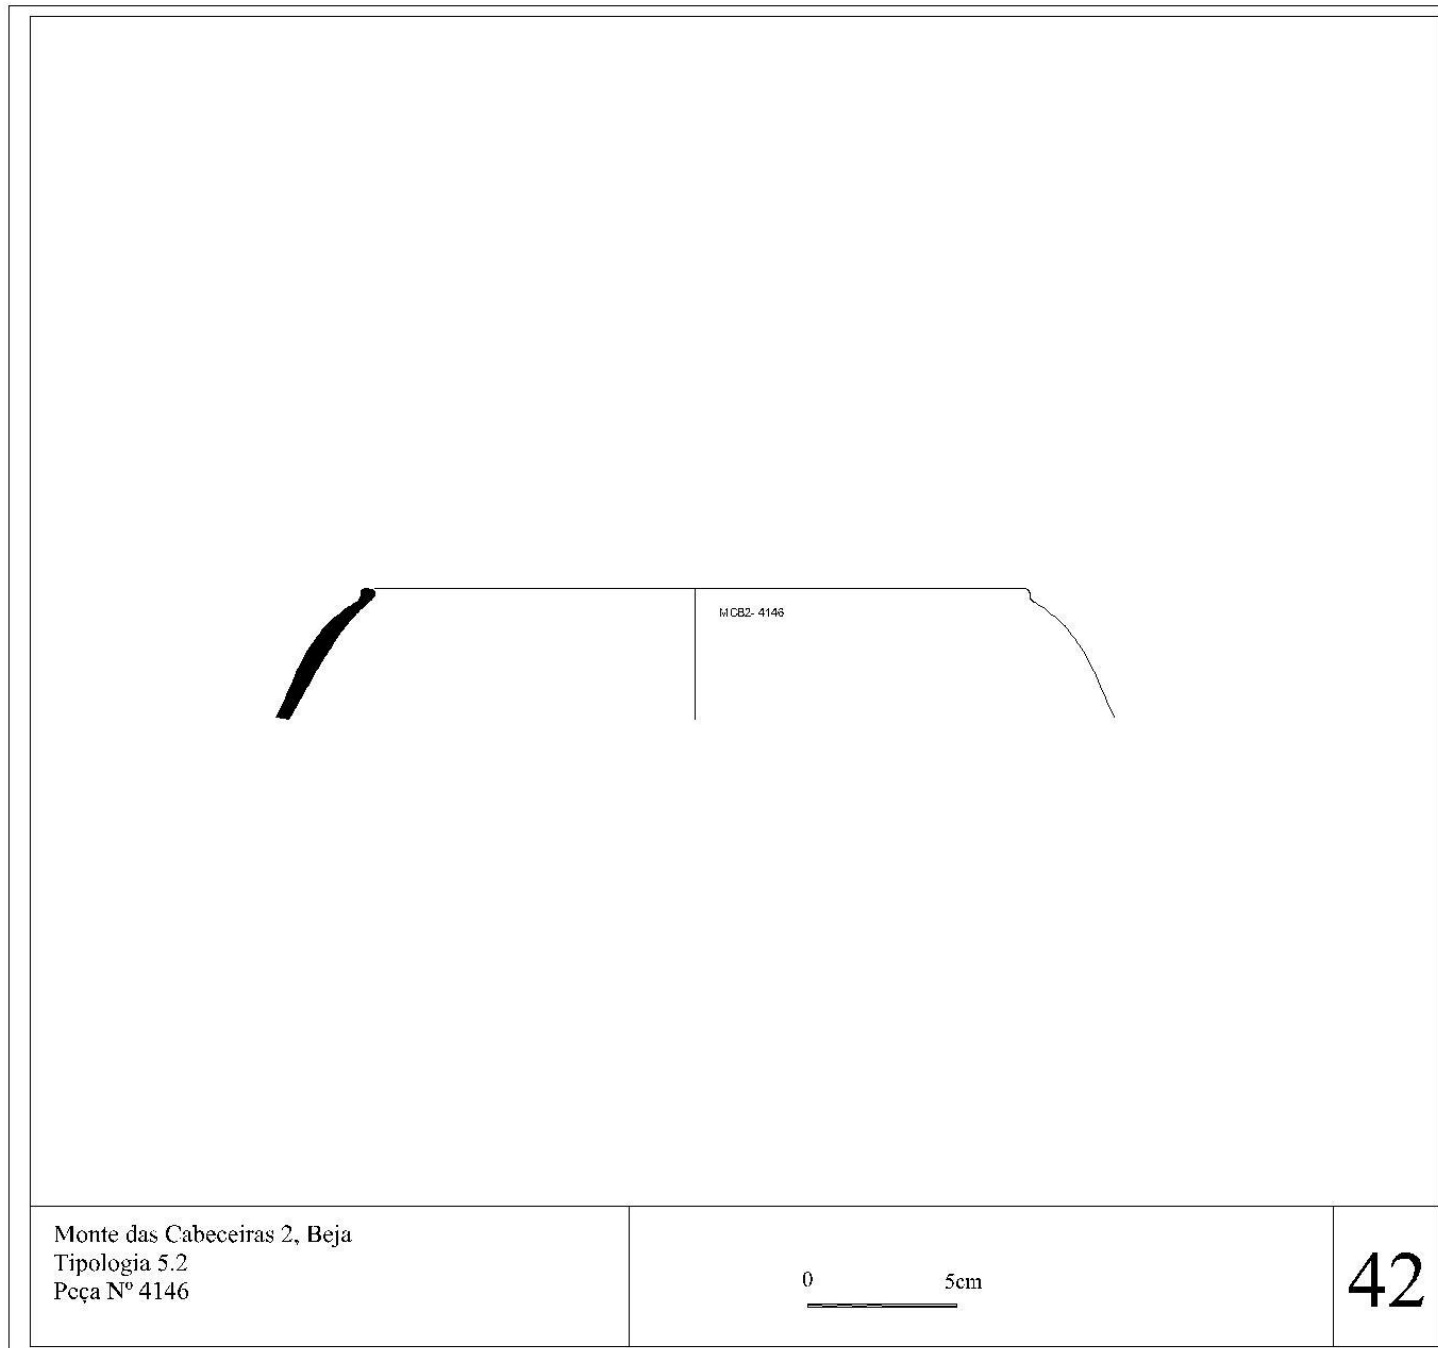 MCB2- 4146
Monte das Cabeceiras 2, Beja
Tipologia 5.2
Peça Nº 4146
0 5cm
42